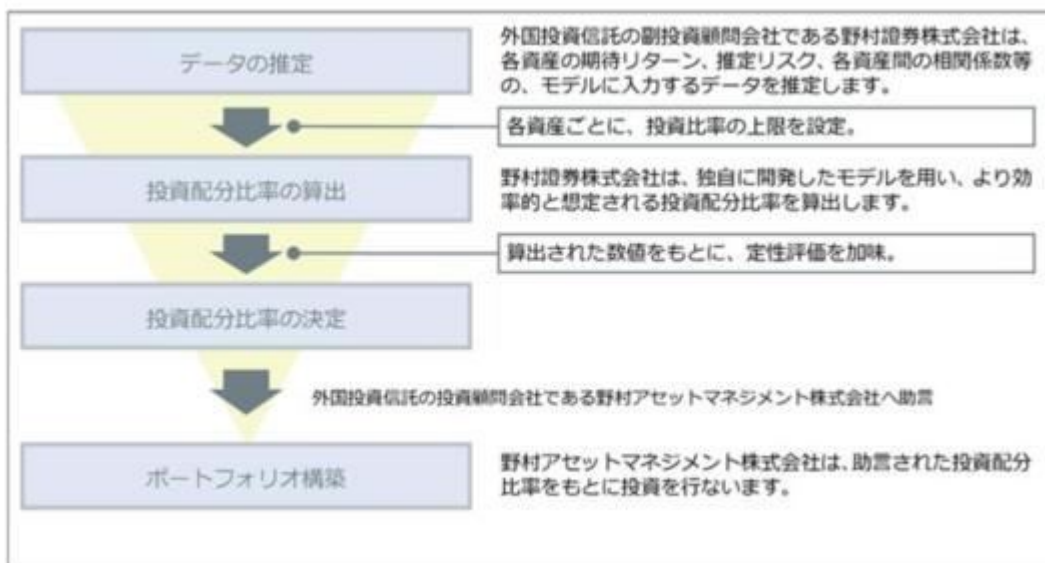 データの推定
外国投資信託の副投資顧問会社である野村證券株式会社は、
各資産の期待リターン、推定リスク、各資産間の相関係数等
の、モデルに入力するデータを推定します。
各資産ごとに、投資比率の上限を設定。
投資配分比率の算出
野村證券株式会社は、独自に開発したモデルを用い、より効
率的と想定される投資配分比率を算出します。
算出された数値をもとに、定性評価を加味。
投資配分比率の決定
外国投資信託の投資顧問会社である野村アセットマネジメント株式会社へ助言
ポートフォリオ構築
野村アセットマネジメント株式会社は、助言された投資配分
比率をもとに投資を行ないます。